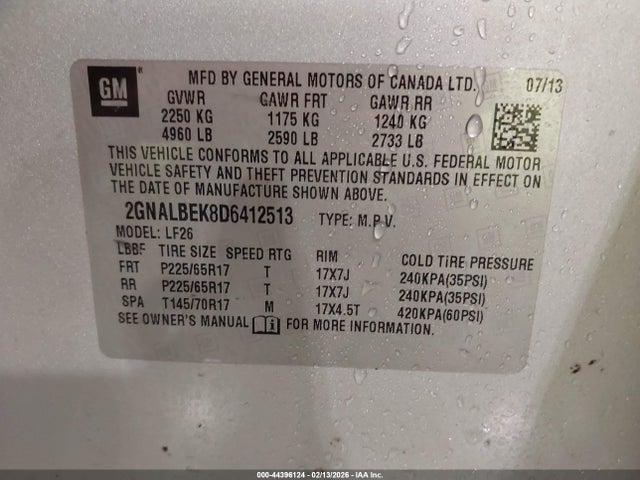 GM
MFD BY GENERAL MOTORS OF CANADA LTD. 07/13
GVWR GAWR FRT GAWR RR
2250 KG 1175 KG 1240 KG
4960 LB 2590 LB 2733 LB
THIS VEHICLE CONFORMS TO ALL APPLICABLE U.S. FEDERAL MOTOR
VEHICLE SAFETY AND THEFT PREVENTION STANDARDS IN EFFECT ON
THE DATE OF MANUFACTURE SHOWN ABOVE.
2GNALBEK8D6412513 TYPE: M.P.V.
MODEL: LF26
LBBF TIRE SIZE SPEED RTG RIM COLD TIRE PRESSURE
FRT P225/65R17 T 17X7J 240KPA(35PSI)
RR P225/65R17 T 17X7J 240KPA(35PSI)
SPA T145/70R17 M 17X4.5T 420KPA(60PSI)
SEE OWNER'S MANUAL FOR MORE INFORMATION.
000-44396124 - 02/13/2026 - IAA Inc.